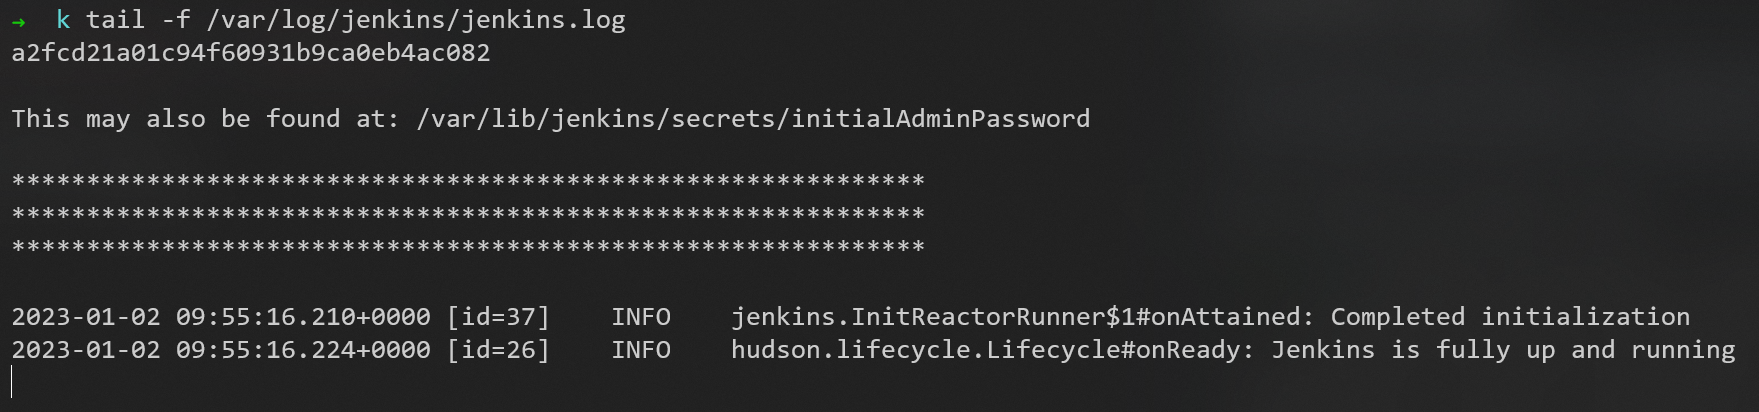 → k tail -f /var/log/jenkins/jenkins.log
a2fcd21a01c94f60931b9ca0eb4ac082
This may also be found at: /var/lib/jenkins/secrets/initialAdminPassword
*************************************************************
*************************************************************
*************************************************************
2023-01-02 09:55:16.210+0000 [id=37]    INFO    jenkins.InitReactorRunner$1#onAttained: Completed initialization
2023-01-02 09:55:16.224+0000 [id=26]    INFO    hudson.lifecycle.Lifecycle#onReady: Jenkins is fully up and running